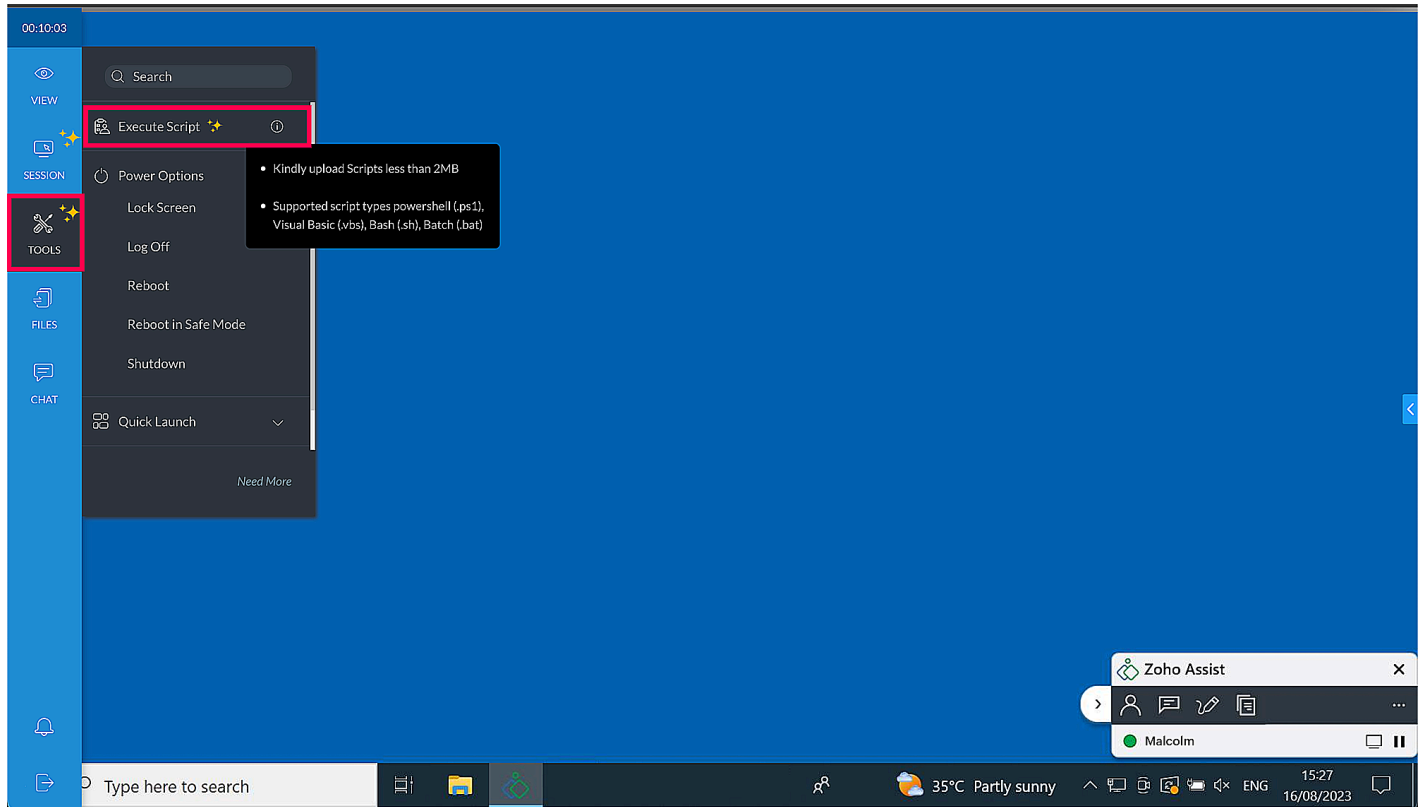 00:10:03
VIEW
SESSION
TOOLS
FILES
CHAT
Search
Execute Script
Kindly upload Scripts less than 2MB
Supported script types powershell (.ps1),
Visual Basic (.vbs), Bash (.sh), Batch (.bat)
Power Options
Lock Screen
Log Off
Reboot
Reboot in Safe Mode
Shutdown
Quick Launch
Need More
Zoho Assist
Malcolm
Type here to search
35°C Partly sunny
ENG
15:27
16/08/2023